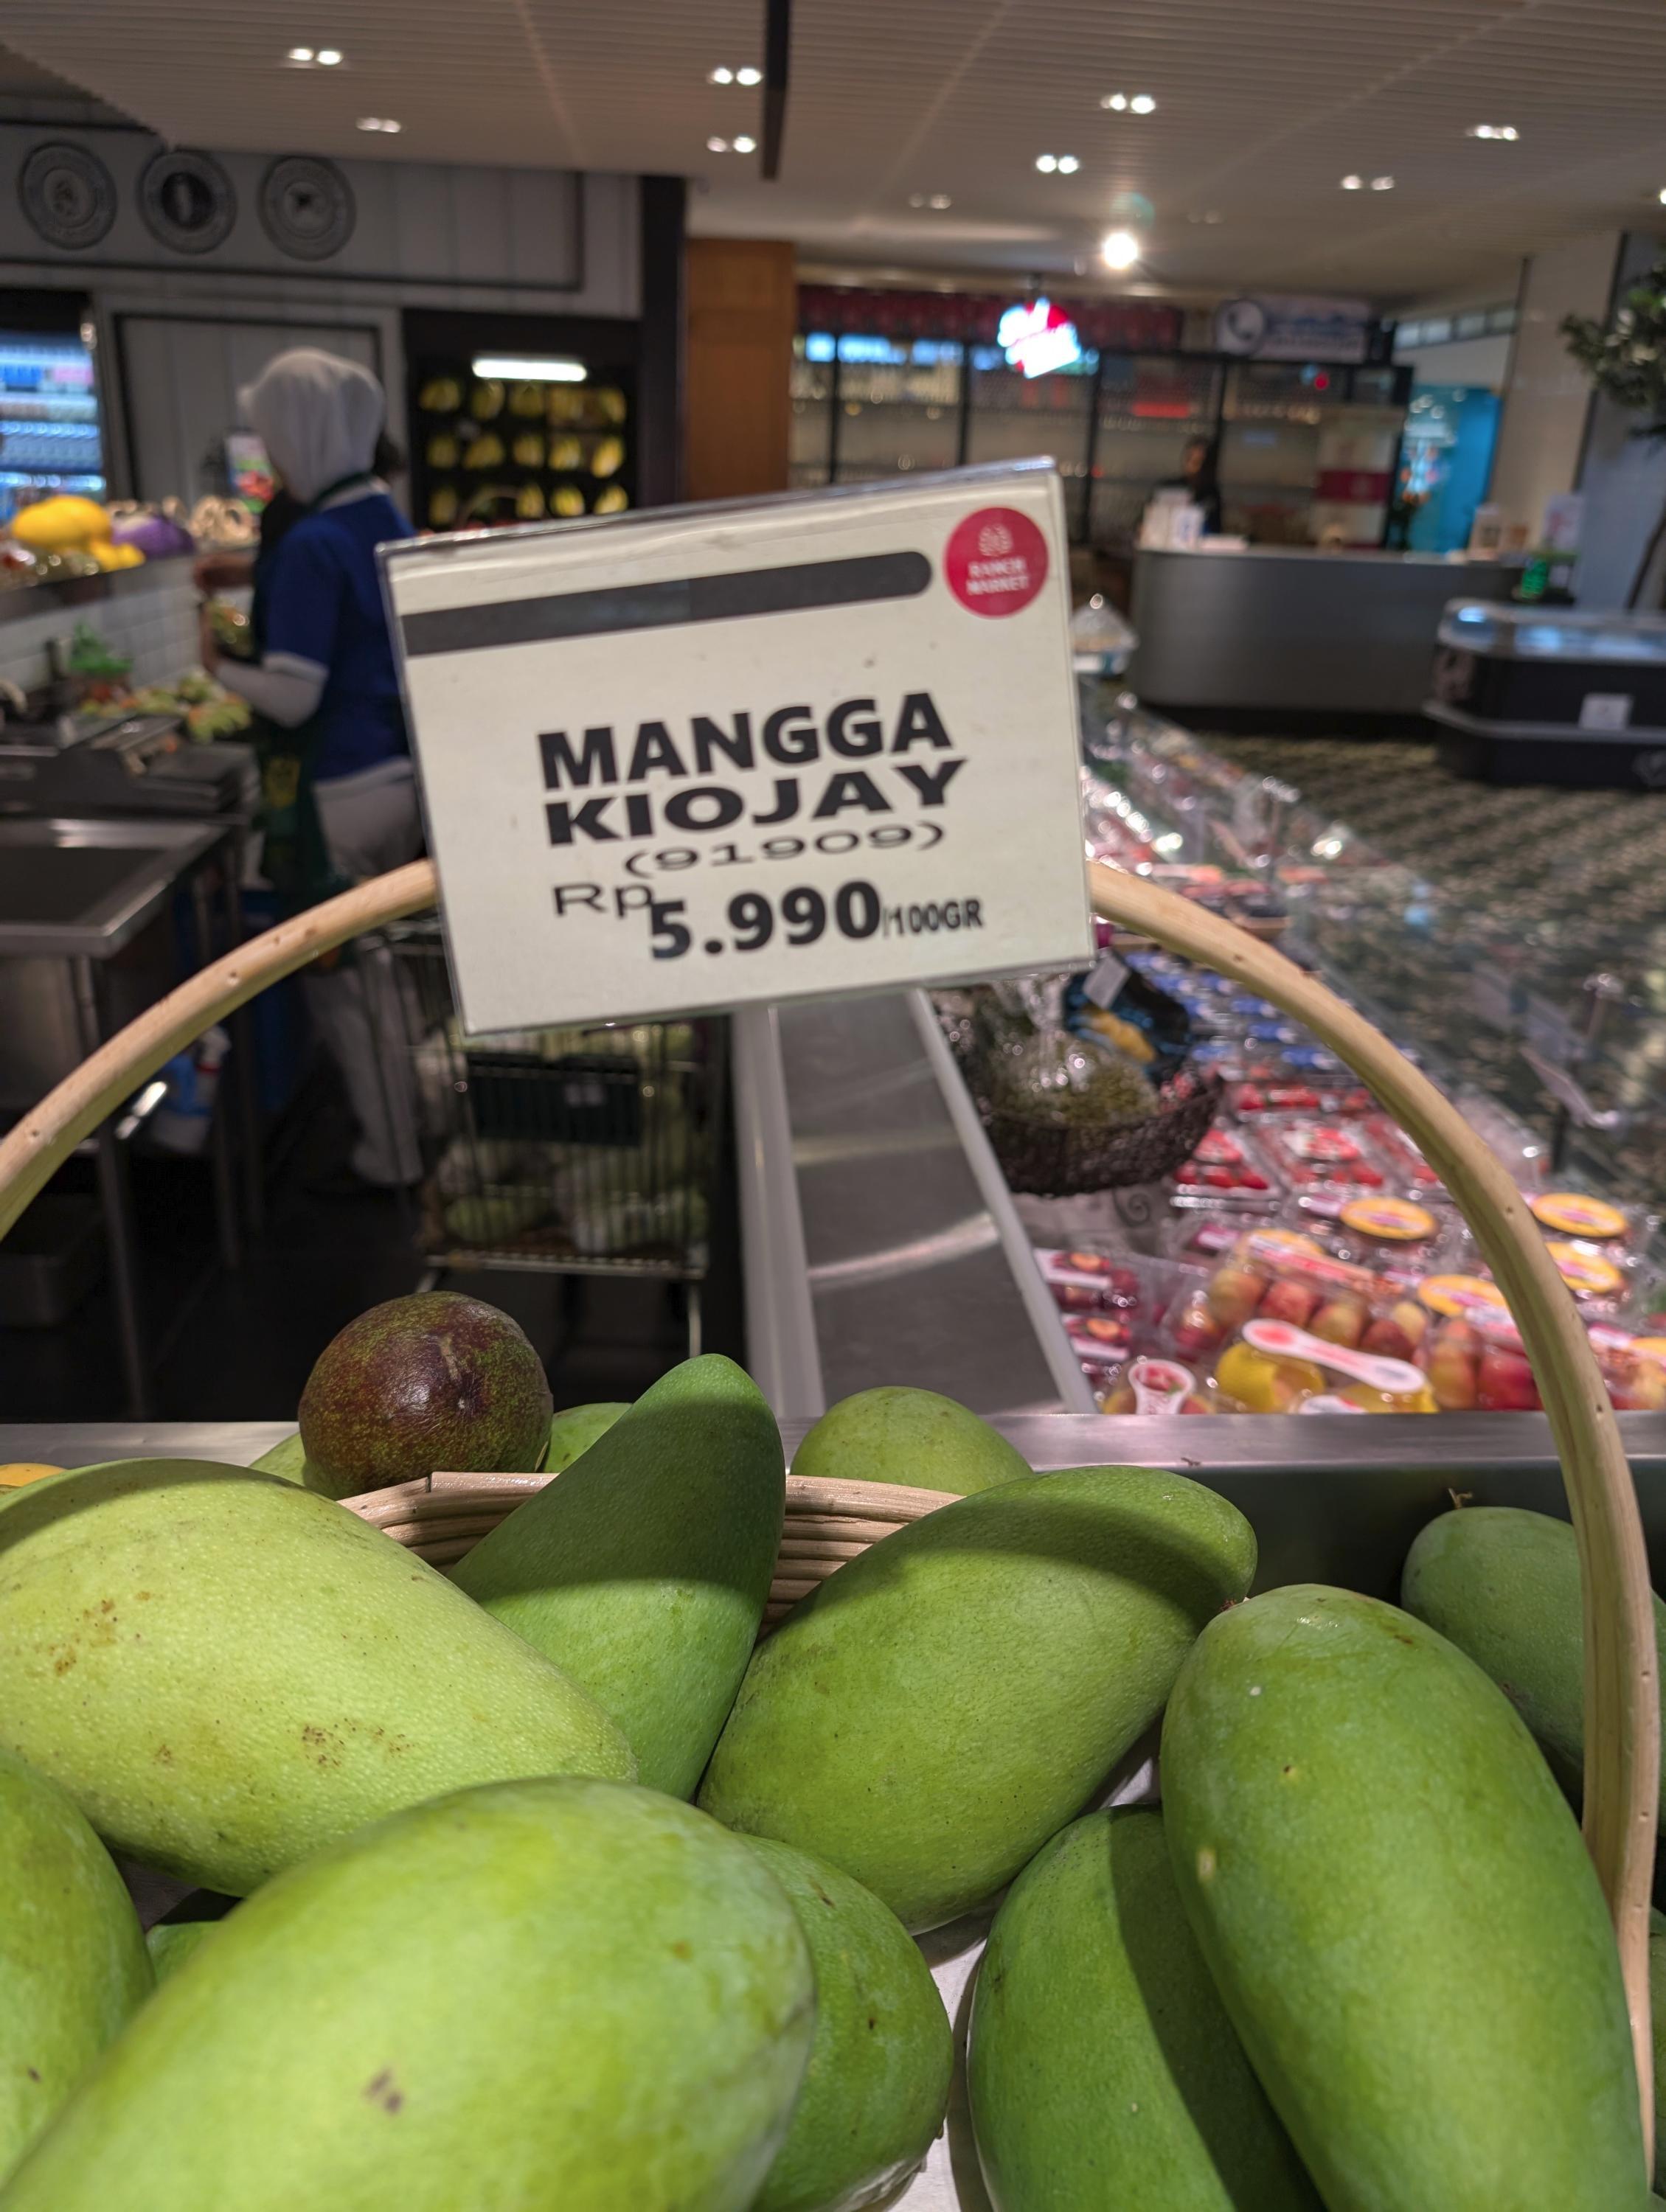 RANCH
MARKET
MANGGA
KIOJAY
(91909)
Rp 5.990/100GR